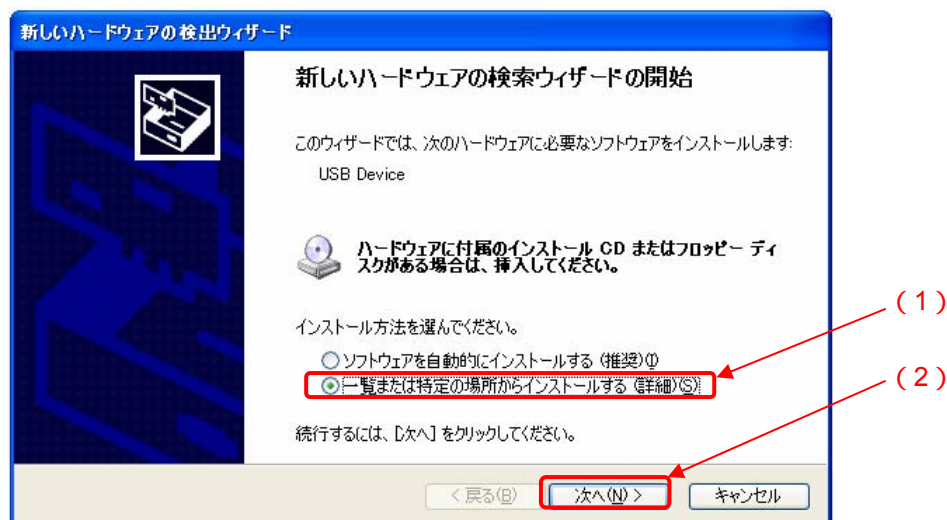 新しいハードウェアの検出ウィザード
新しいハードウェアの検索ウィザードの開始
このウィザードでは、次のハードウェアに必要なソフトウェアをインストールします:
USB Device
ハードウェアに付属のインストール CD またはフロッピー ディ
スクがある場合は、挿入してください。
インストール方法を選んでください。
ソフトウェアを自動的にインストールする (推奨)(I)
一覧または特定の場所からインストールする (詳細)(S)
(1)
続行するには、[次へ] をクリックしてください。
(2)
< 戻る(B)
次へ(N) >
キャンセル